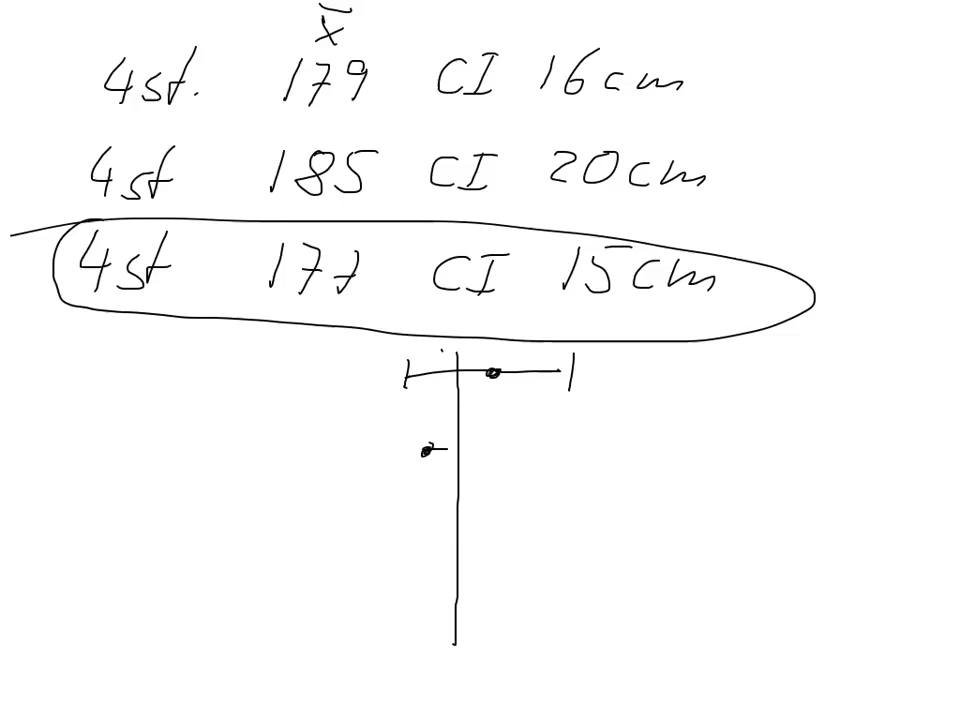 x̄
4st. 179 CI 16cm
4st 185 CI 20cm
4st 177 CI 15cm